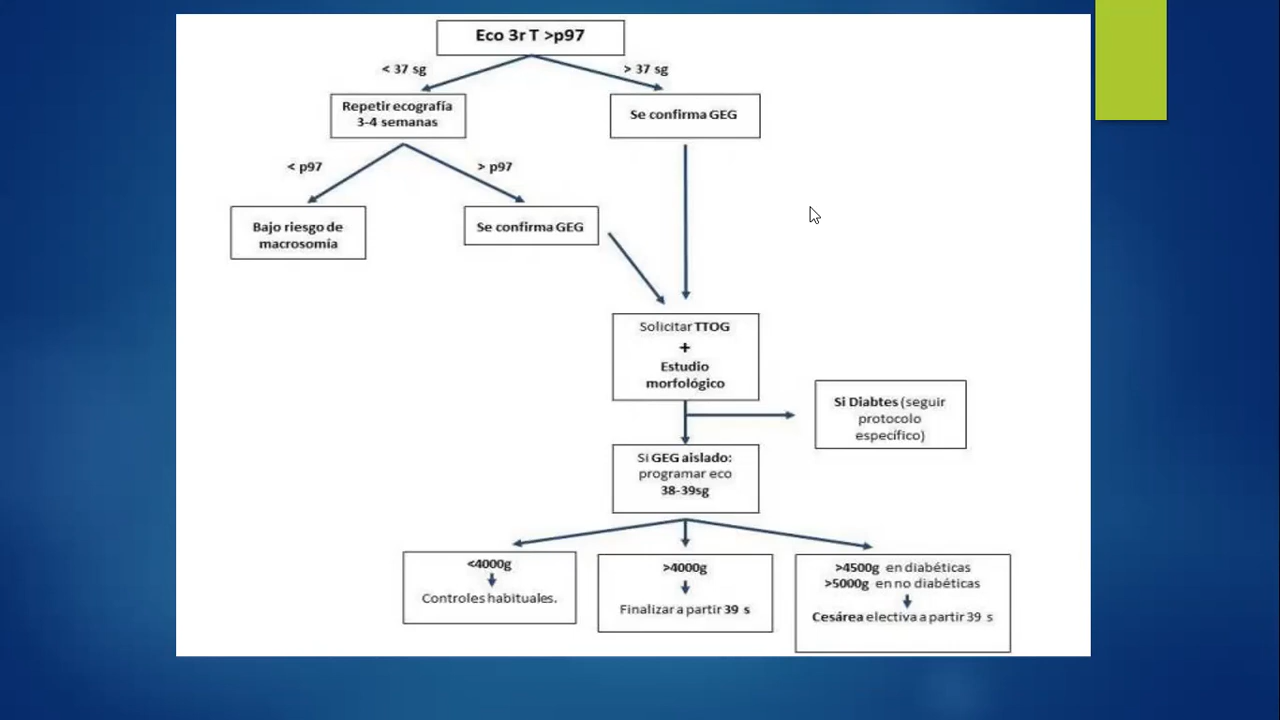 Eco 3r T >p97
< 37 sg
> 37 sg
Repetir ecografía
3-4 semanas
Se confirma GEG
< p97
> p97
Bajo riesgo de
macrosomía
Se confirma GEG
Solicitar TTOG
+
Estudio
morfológico
Si Diabtes (seguir
protocolo
específico)
Si GEG aislado:
programar eco
38-39sg
<4000g
Controles habituales.
>4000g
Finalizar a partir 39 s
>4500g en diabéticas
>5000g en no diabéticas
Cesárea electiva a partir 39 s